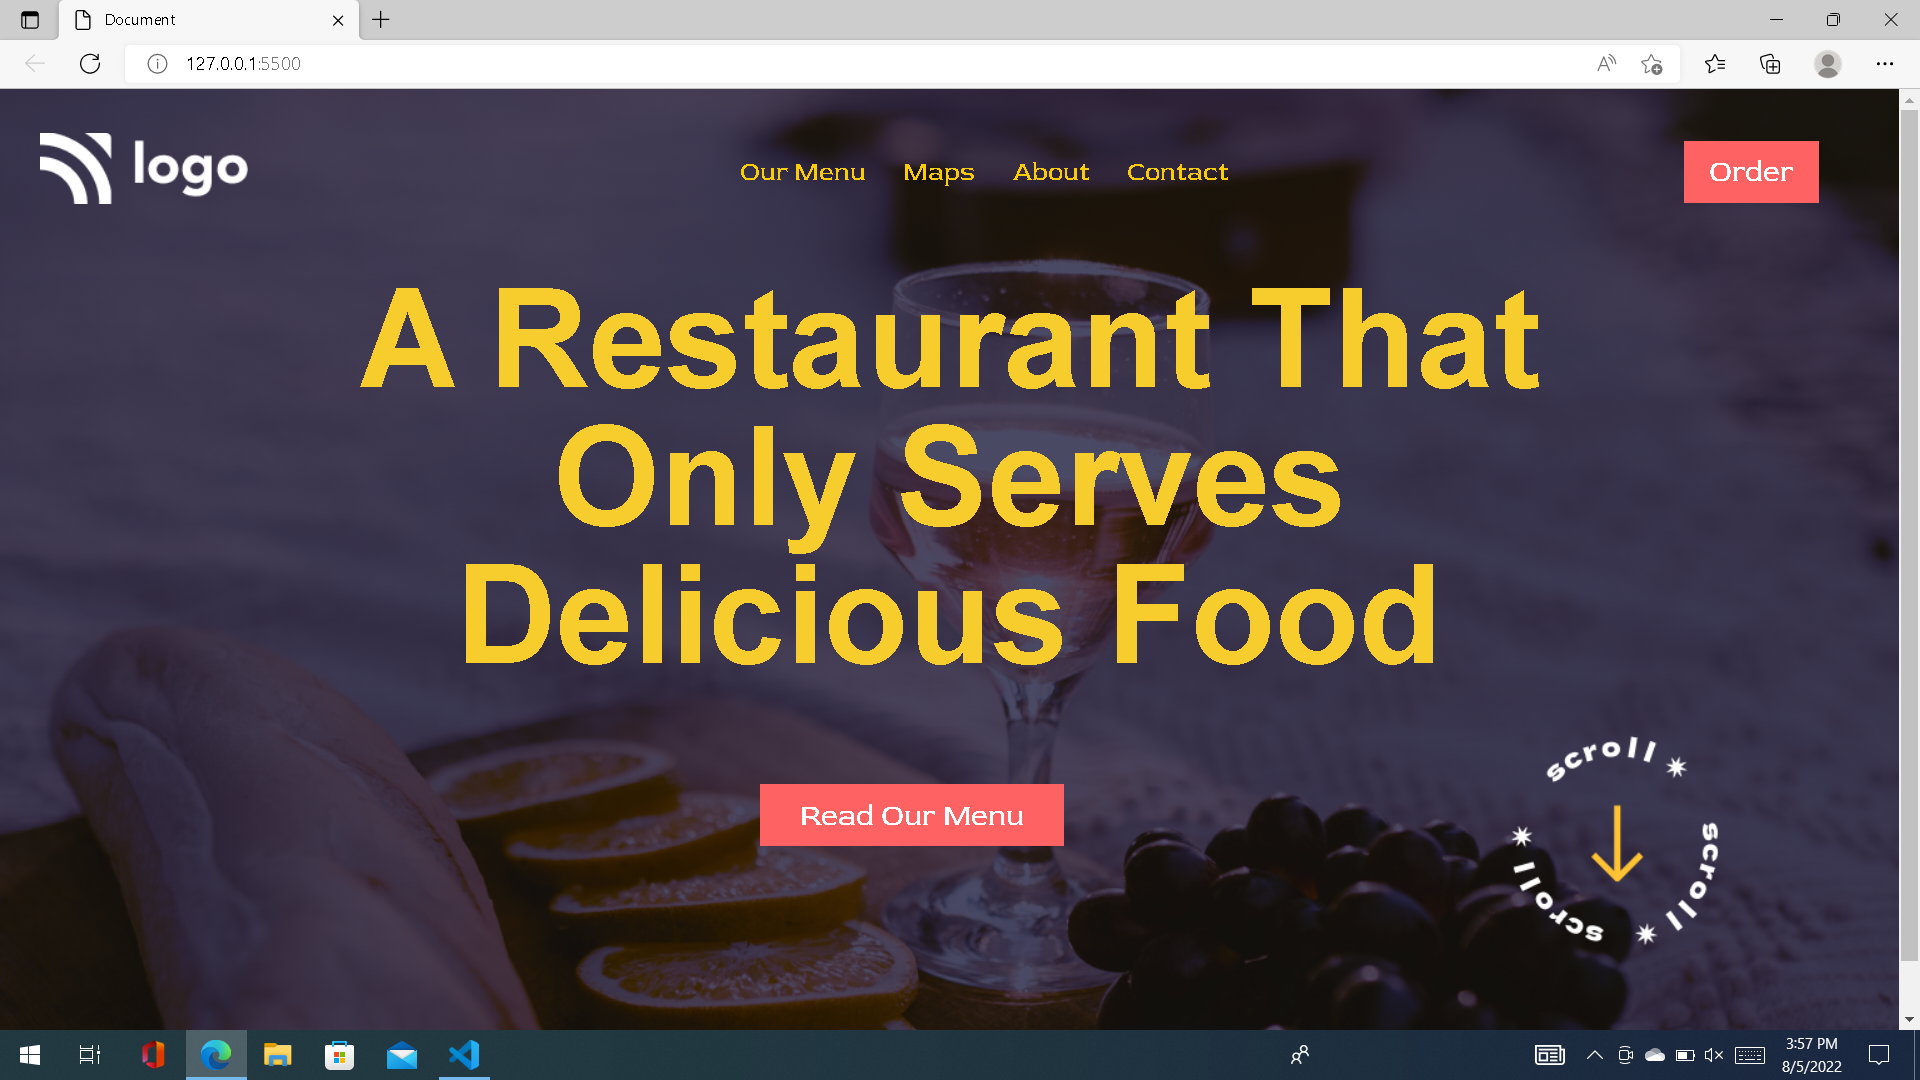 Document
127.0.0.1:5500
logo
Our Menu Maps About Contact
Order
A Restaurant That
Only Serves
Delicious Food
Read Our Menu
scroll
scroll
scroll
3:57 PM
8/5/2022